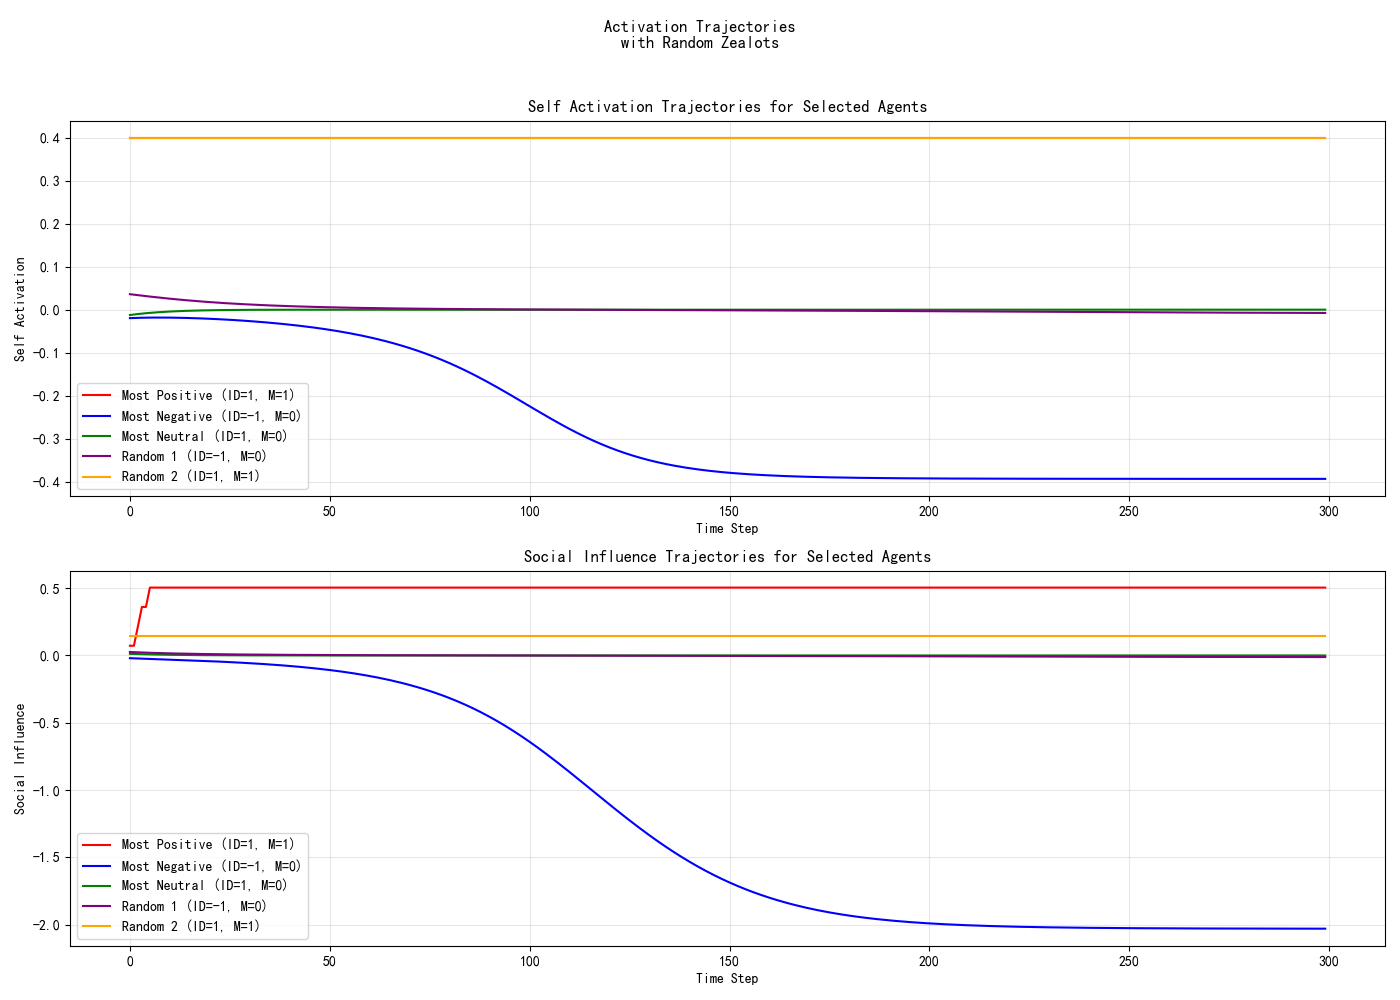 Activation Trajectories
with Random Zealots
Self Activation Trajectories for Selected Agents
Self Activation
0.4
0.3
0.2
0.1
0.0
-0.1
-0.2
-0.3
-0.4
Most Positive (ID=1, M=1)
Most Negative (ID=-1, M=0)
Most Neutral (ID=1, M=0)
Random 1 (ID=-1, M=0)
Random 2 (ID=1, M=1)
0 50 100 150 200 250 300
Time Step
Social Influence Trajectories for Selected Agents
Social Influence
0.5
0.0
-0.5
-1.0
-1.5
-2.0
Most Positive (ID=1, M=1)
Most Negative (ID=-1, M=0)
Most Neutral (ID=1, M=0)
Random 1 (ID=-1, M=0)
Random 2 (ID=1, M=1)
0 50 100 150 200 250 300
Time Step